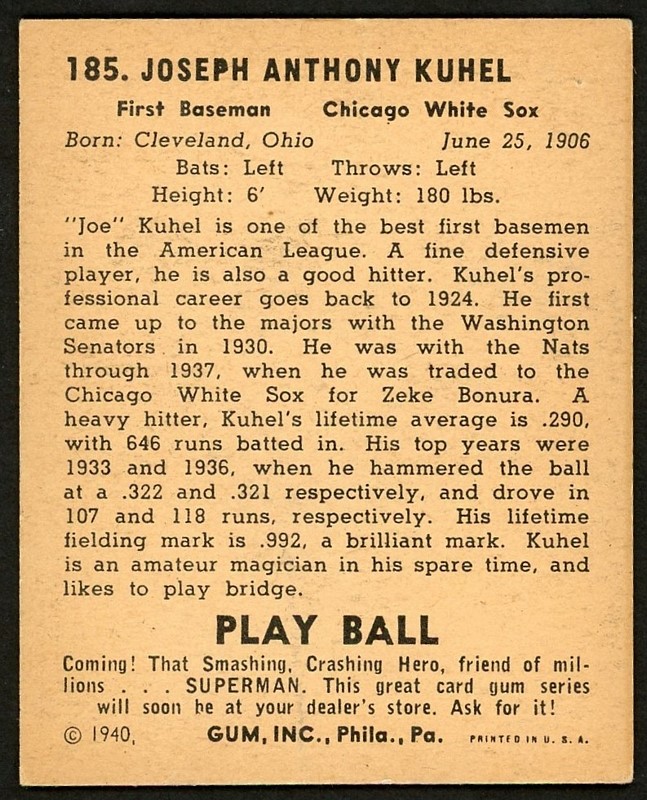 185. JOSEPH ANTHONY KUHEL
First Baseman Chicago White Sox
Born: Cleveland, Ohio June 25, 1906
Bats: Left Throws: Left
Height: 6' Weight: 180 lbs.
"Joe" Kuhel is one of the best first basemen
in the American League. A fine defensive
player, he is also a good hitter. Kuhel's pro-
fessional career goes back to 1924. He first
came up to the majors with the Washington
Senators in 1930. He was with the Nats
through 1937, when he was traded to the
Chicago White Sox for Zeke Bonura. A
heavy hitter, Kuhel's lifetime average is .290,
with 646 runs batted in. His top years were
1933 and 1936, when he hammered the ball
at a .322 and .321 respectively, and drove in
107 and 118 runs, respectively. His lifetime
fielding mark is .992, a brilliant mark. Kuhel
is an amateur magician in his spare time, and
likes to play bridge.
PLAY BALL
Coming! That Smashing, Crashing Hero, friend of mil-
lions . . . SUPERMAN. This great card gum series
will soon be at your dealer's store. Ask for it!
© 1940, GUM, INC., Phila., Pa. PRINTED IN U. S. A.